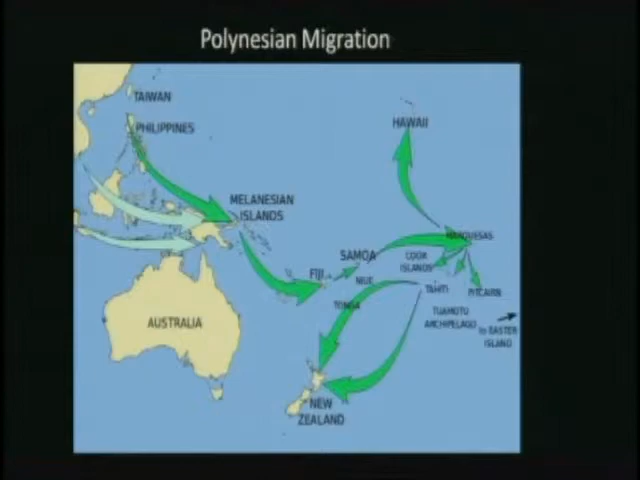 Polynesian Migration
TAIWAN
PHILIPPINES
HAWAII
MELANESIAN
ISLANDS
MARQUESAS
SAMOA
COOK
ISLANDS
FIJI
NIUE
TAHITI
PITCAIRN
TONGA
TUAMOTU
ARCHIPELAGO
to EASTER
ISLAND
AUSTRALIA
NEW
ZEALAND